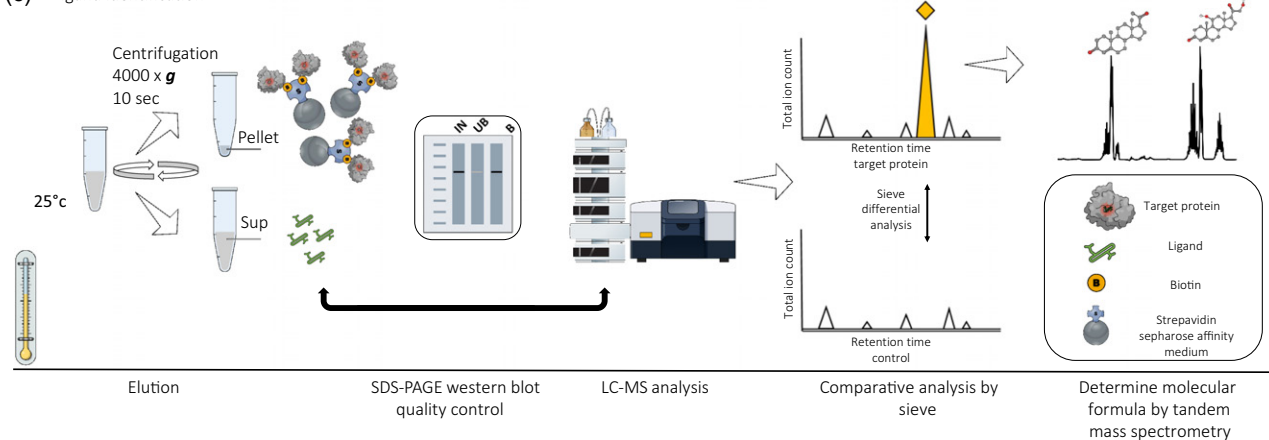 Centrifugation
4000 x g
10 sec
Pellet
25°c
Sup
IN UB B
Total ion count
Retention time
target protein
Sieve
differential
analysis
Total ion count
Retention time
control
Target protein
Ligand
B
Biotin
Strepavidin
sepharose affinity
medium
Elution
SDS-PAGE western blot
quality control
LC-MS analysis
Comparative analysis by
sieve
Determine molecular
formula by tandem
mass spectrometry